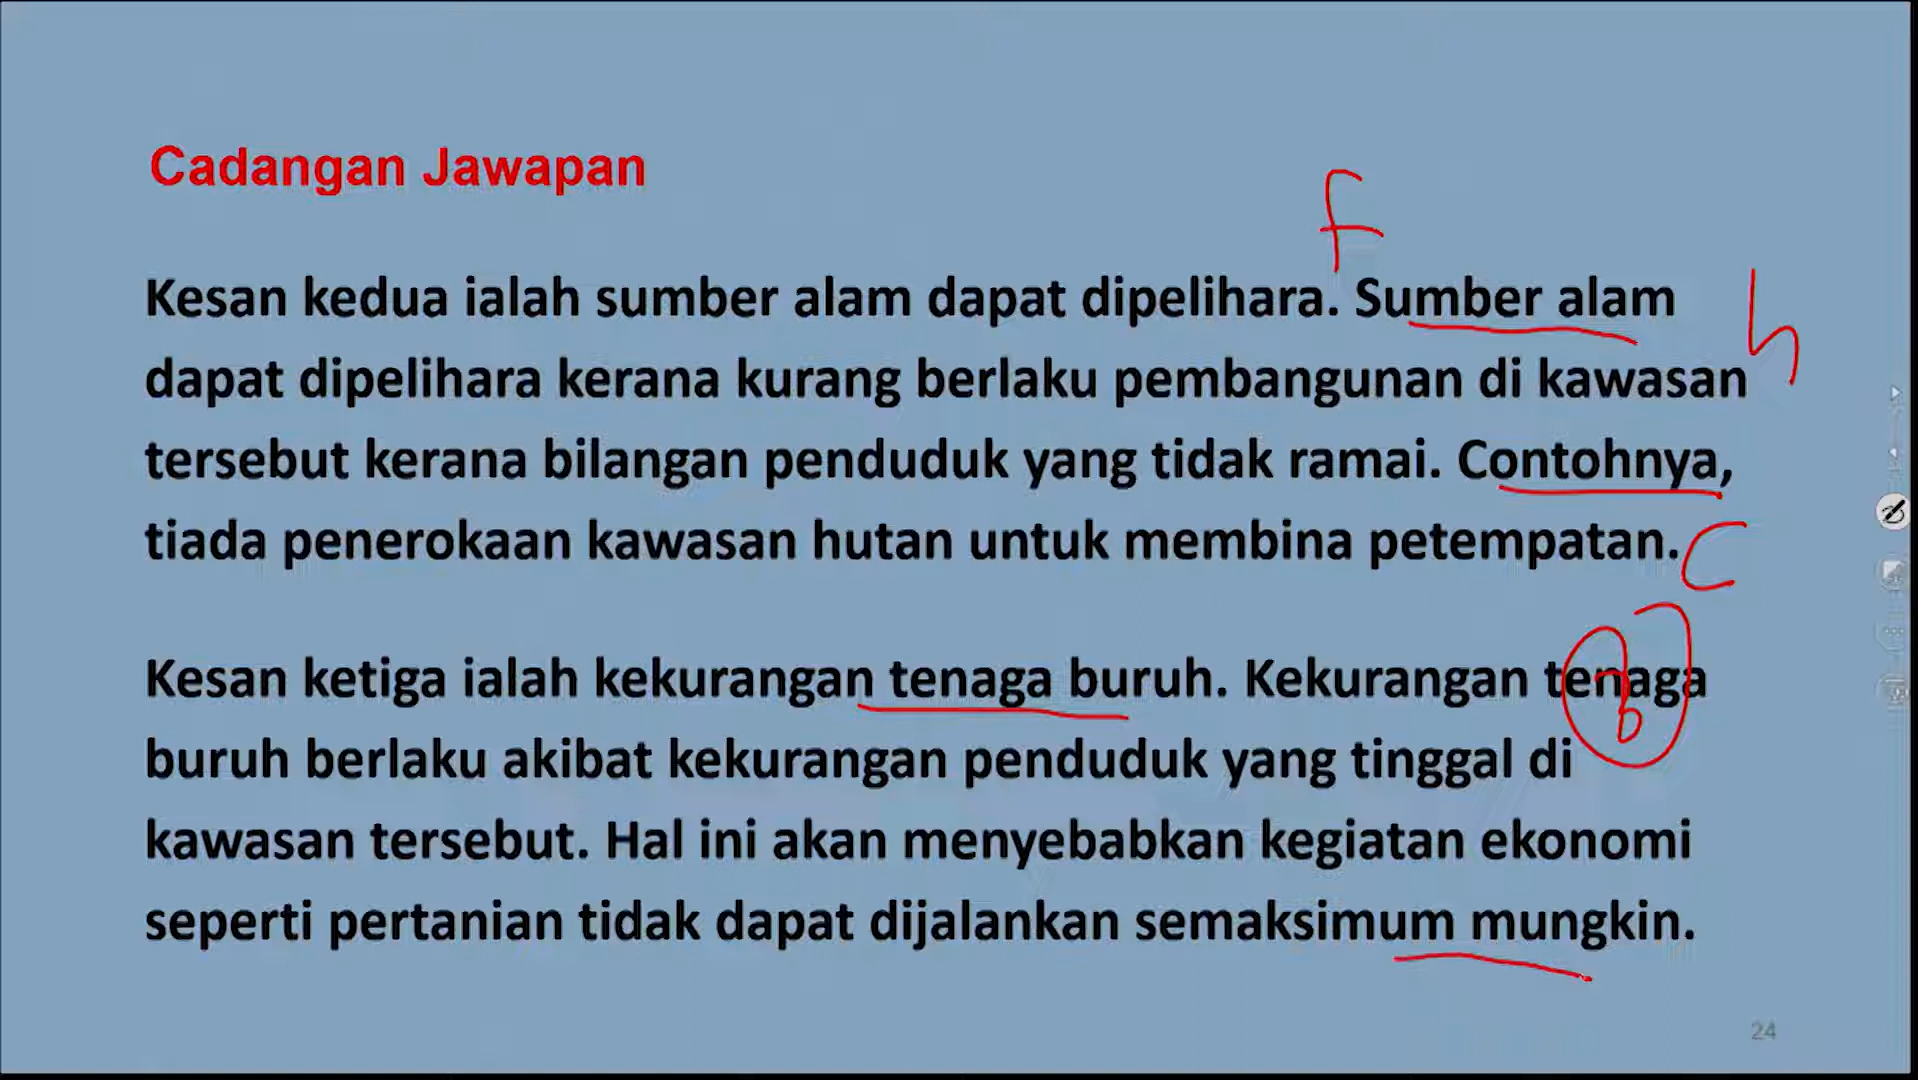 Cadangan Jawapan
F
Kesan kedua ialah sumber alam dapat dipelihara. Sumber alam
h
dapat dipelihara kerana kurang berlaku pembangunan di kawasan
tersebut kerana bilangan penduduk yang tidak ramai. Contohnya,
tiada penerokaan kawasan hutan untuk membina petempatan.
C
Kesan ketiga ialah kekurangan tenaga buruh. Kekurangan tenaga
buruh berlaku akibat kekurangan penduduk yang tinggal di
kawasan tersebut. Hal ini akan menyebabkan kegiatan ekonomi
seperti pertanian tidak dapat dijalankan semaksimum mungkin.
24